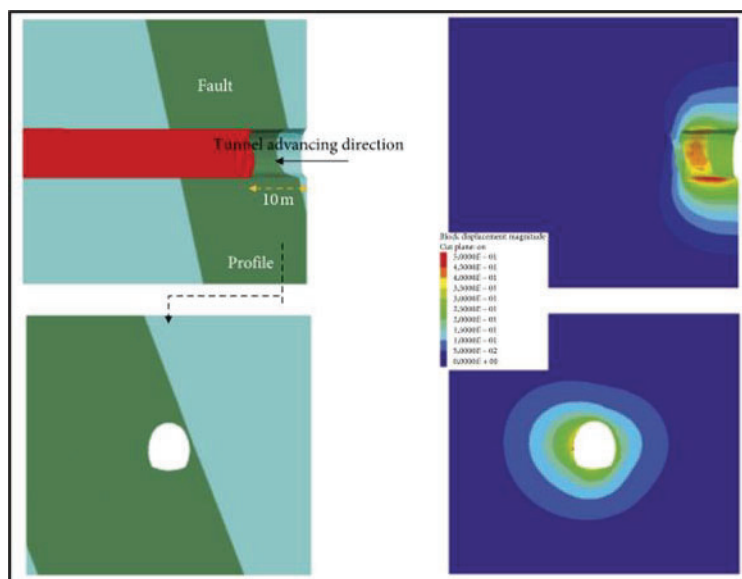 Fault
Tunnel advancing direction
10 m
Profile
Block displacement magnitude
Cut plane: on
5,0000E – 01
4,5000E – 01
4,0000E – 01
3,5000E – 01
3,0000E – 01
2,5000E – 01
2,0000E – 01
1,5000E – 01
1,0000E – 01
5,0000E – 02
0,0000E + 00